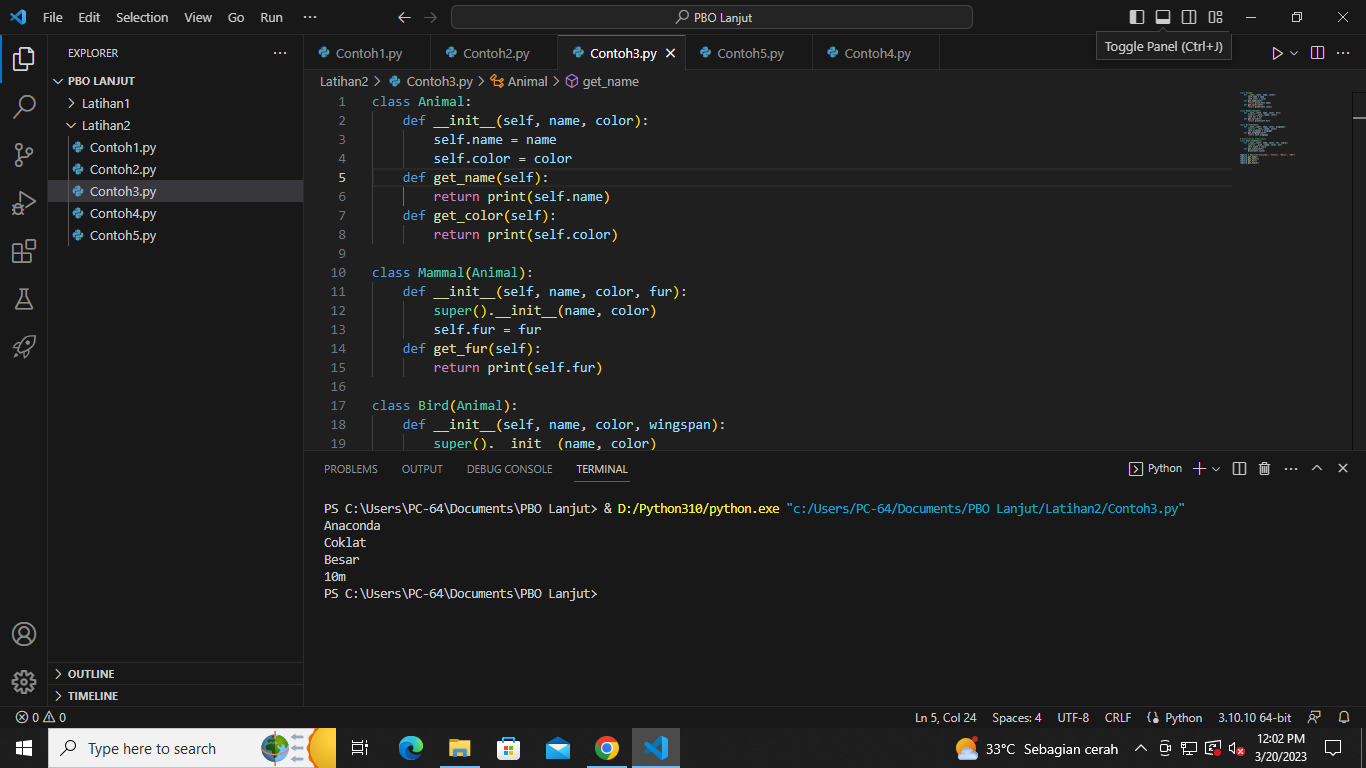 File Edit Selection View Go Run ···
PBO Lanjut
Toggle Panel (Ctrl+J)
EXPLORER
PBO LANJUT
Latihan1
Latihan2
Contoh1.py
Contoh2.py
Contoh3.py
Contoh4.py
Contoh5.py
OUTLINE
TIMELINE
Contoh1.py Contoh2.py Contoh3.py Contoh5.py Contoh4.py
Latihan2 > Contoh3.py > Animal > get_name
1 class Animal:
2     def __init__(self, name, color):
3         self.name = name
4         self.color = color
5     def get_name(self):
6         return print(self.name)
7     def get_color(self):
8         return print(self.color)
9
10 class Mammal(Animal):
11     def __init__(self, name, color, fur):
12         super().__init__(name, color)
13         self.fur = fur
14     def get_fur(self):
15         return print(self.fur)
16
17 class Bird(Animal):
18     def __init__(self, name, color, wingspan):
19         super().__init__(name, color)
PROBLEMS OUTPUT DEBUG CONSOLE TERMINAL
Python
PS C:\Users\PC-64\Documents\PBO Lanjut> & D:/Python310/python.exe "c:/Users/PC-64/Documents/PBO Lanjut/Latihan2/Contoh3.py"
Anaconda
Coklat
Besar
10m
PS C:\Users\PC-64\Documents\PBO Lanjut>
0 0
Ln 5, Col 24 Spaces: 4 UTF-8 CRLF Python 3.10.10 64-bit
Type here to search
33°C Sebagian cerah
12:02 PM
3/20/2023